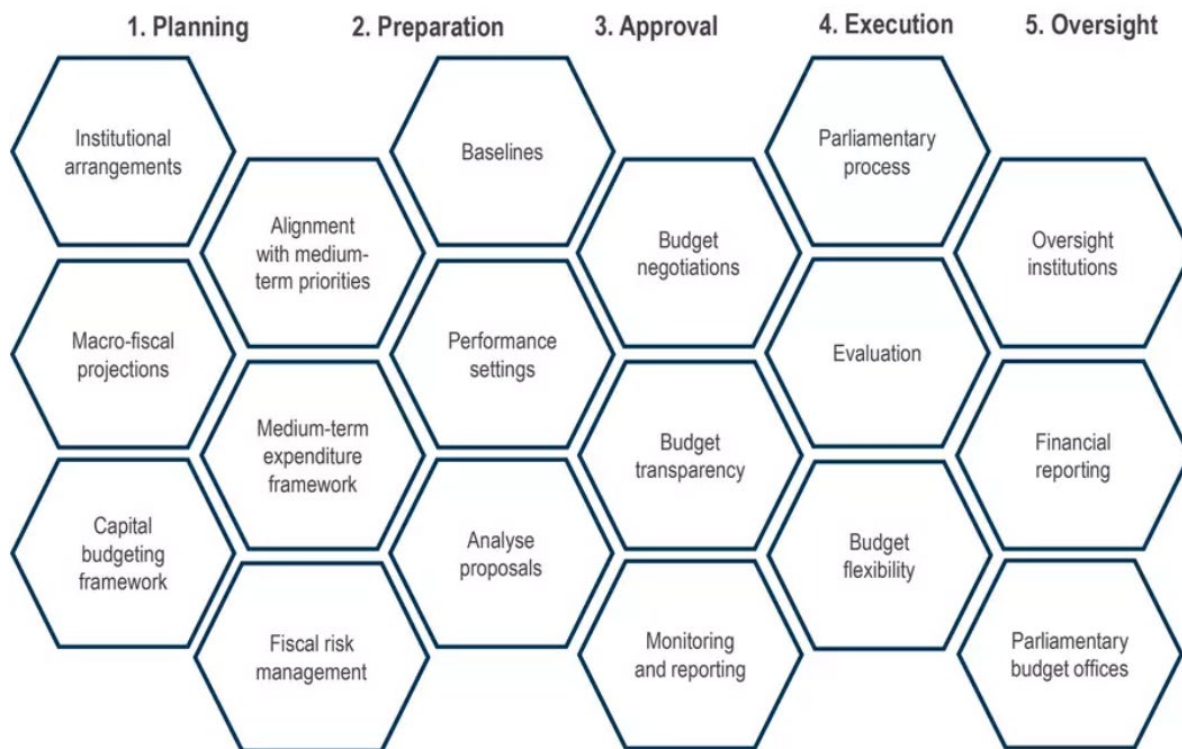 1. Planning
2. Preparation
3. Approval
4. Execution
5. Oversight
Institutional
arrangements
Macro-fiscal
projections
Capital
budgeting
framework
Alignment
with medium-
term priorities
Medium-term
expenditure
framework
Fiscal risk
management
Baselines
Performance
settings
Analyse
proposals
Budget
negotiations
Budget
transparency
Monitoring
and reporting
Parliamentary
process
Evaluation
Budget
flexibility
Oversight
institutions
Financial
reporting
Parliamentary
budget offices